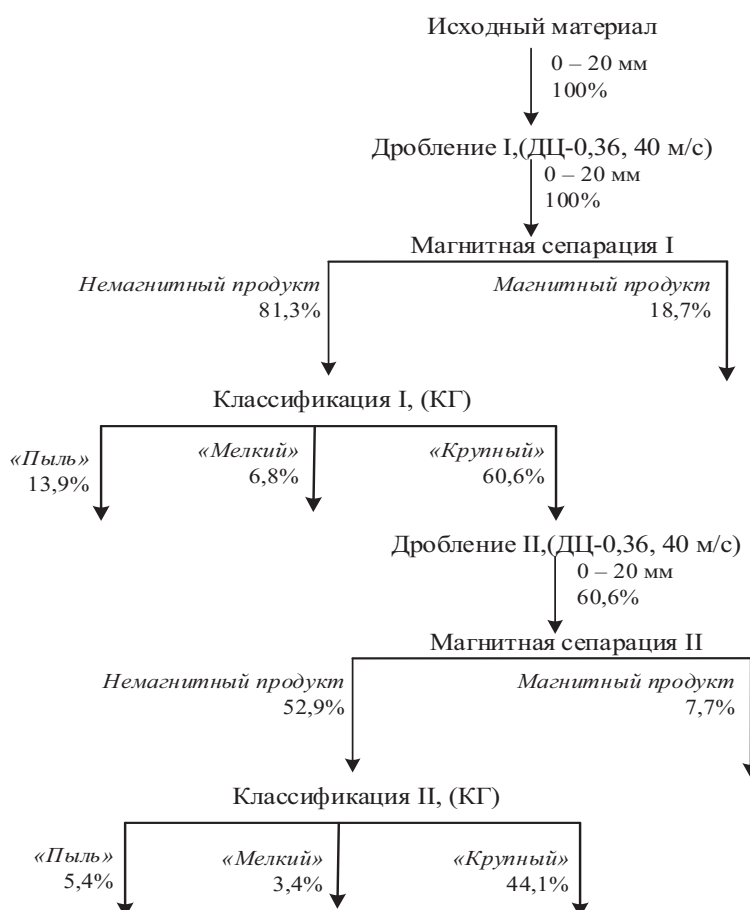 Исходный материал
0 – 20 мм
100%
Дробление I,(ДЦ-0,36, 40 м/с)
0 – 20 мм
100%
Магнитная сепарация I
Немагнитный продукт
81,3%
Магнитный продукт
18,7%
Классификация I, (КГ)
«Пыль»
13,9%
«Мелкий»
6,8%
«Крупный»
60,6%
Дробление II,(ДЦ-0,36, 40 м/с)
0 – 20 мм
60,6%
Магнитная сепарация II
Немагнитный продукт
52,9%
Магнитный продукт
7,7%
Классификация II, (КГ)
«Пыль»
5,4%
«Мелкий»
3,4%
«Крупный»
44,1%